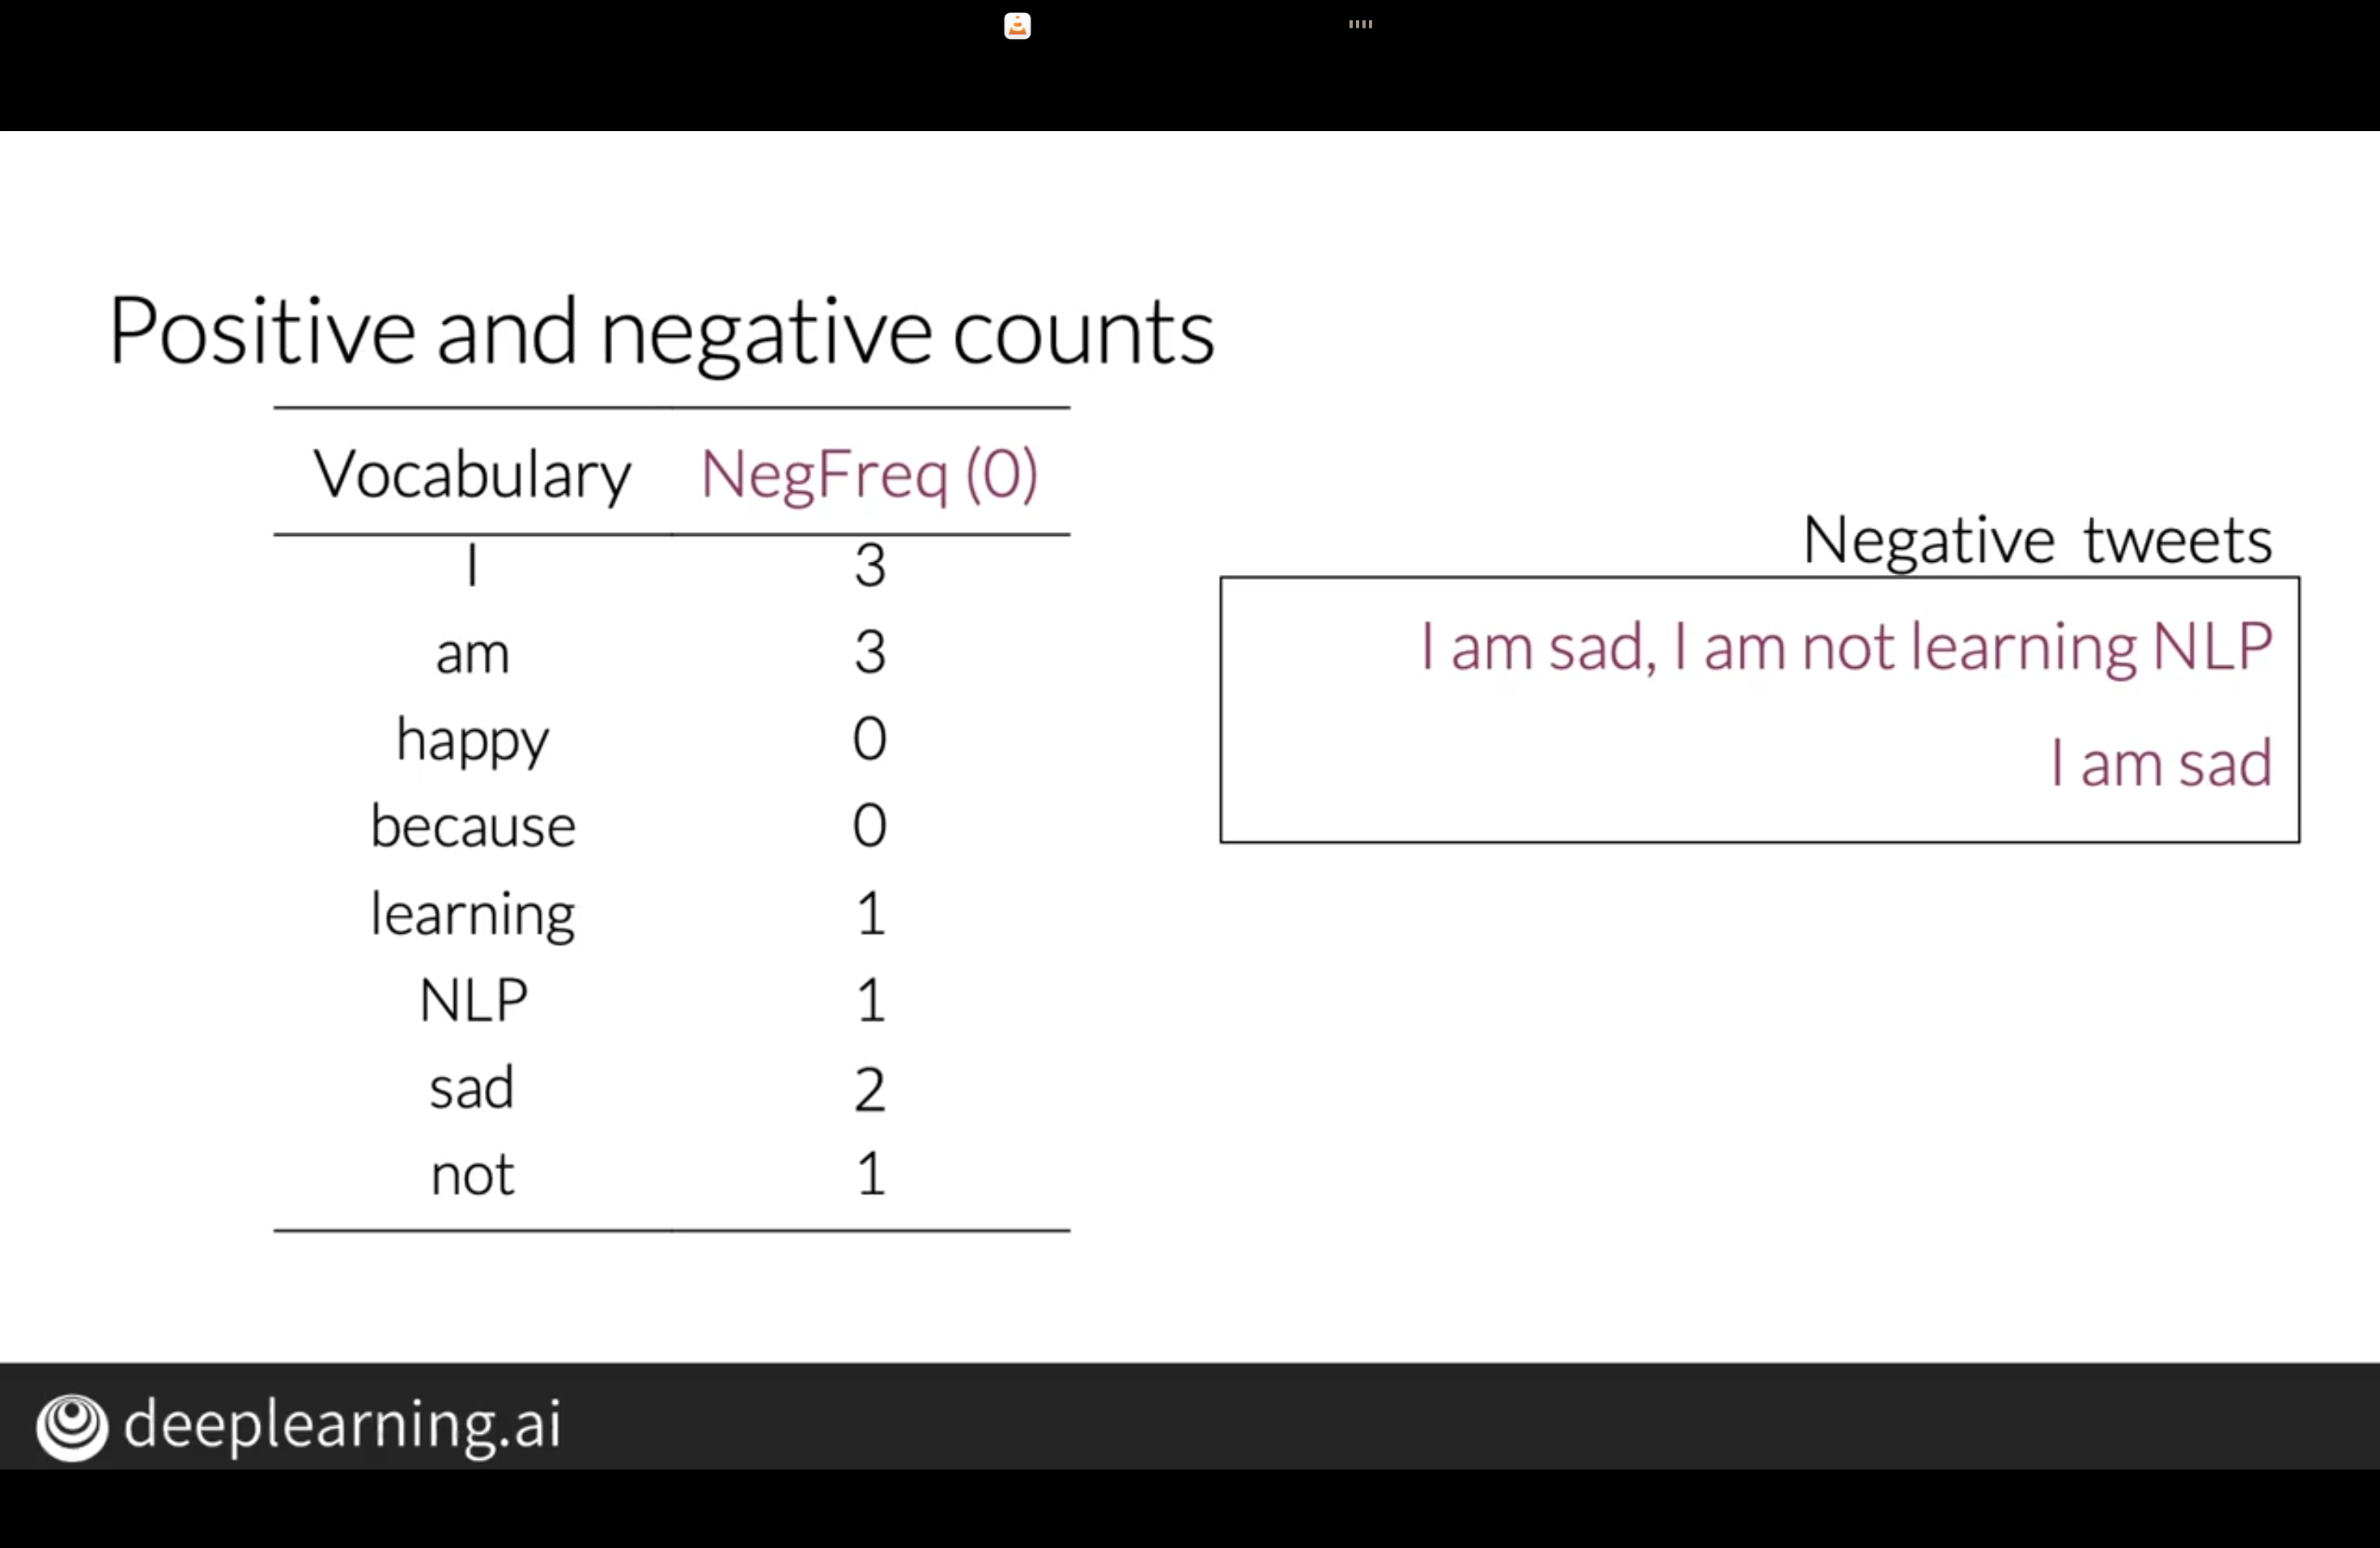 Positive and negative counts
Vocabulary NegFreq (0)
I 3
am 3
happy 0
because 0
learning 1
NLP 1
sad 2
not 1
Negative tweets
I am sad, I am not learning NLP
I am sad
deeplearning.ai